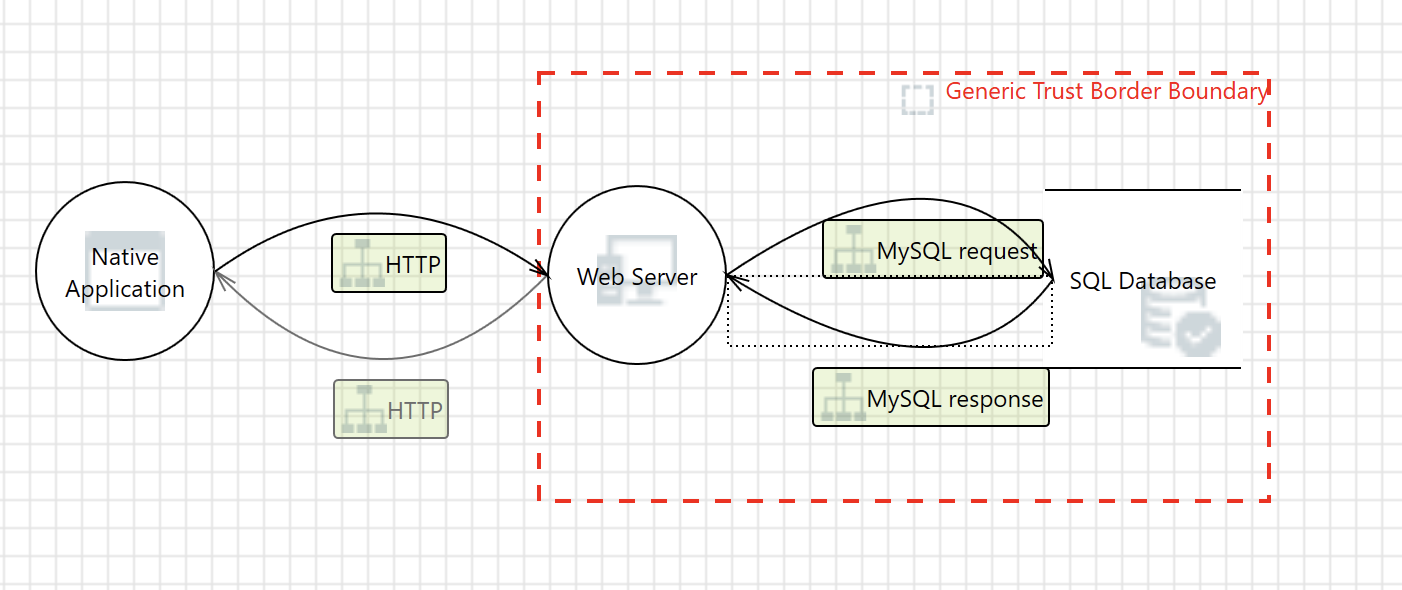 Generic Trust Border Boundary
Native
Application
HTTP
Web Server
MySQL request
SQL Database
HTTP
MySQL response